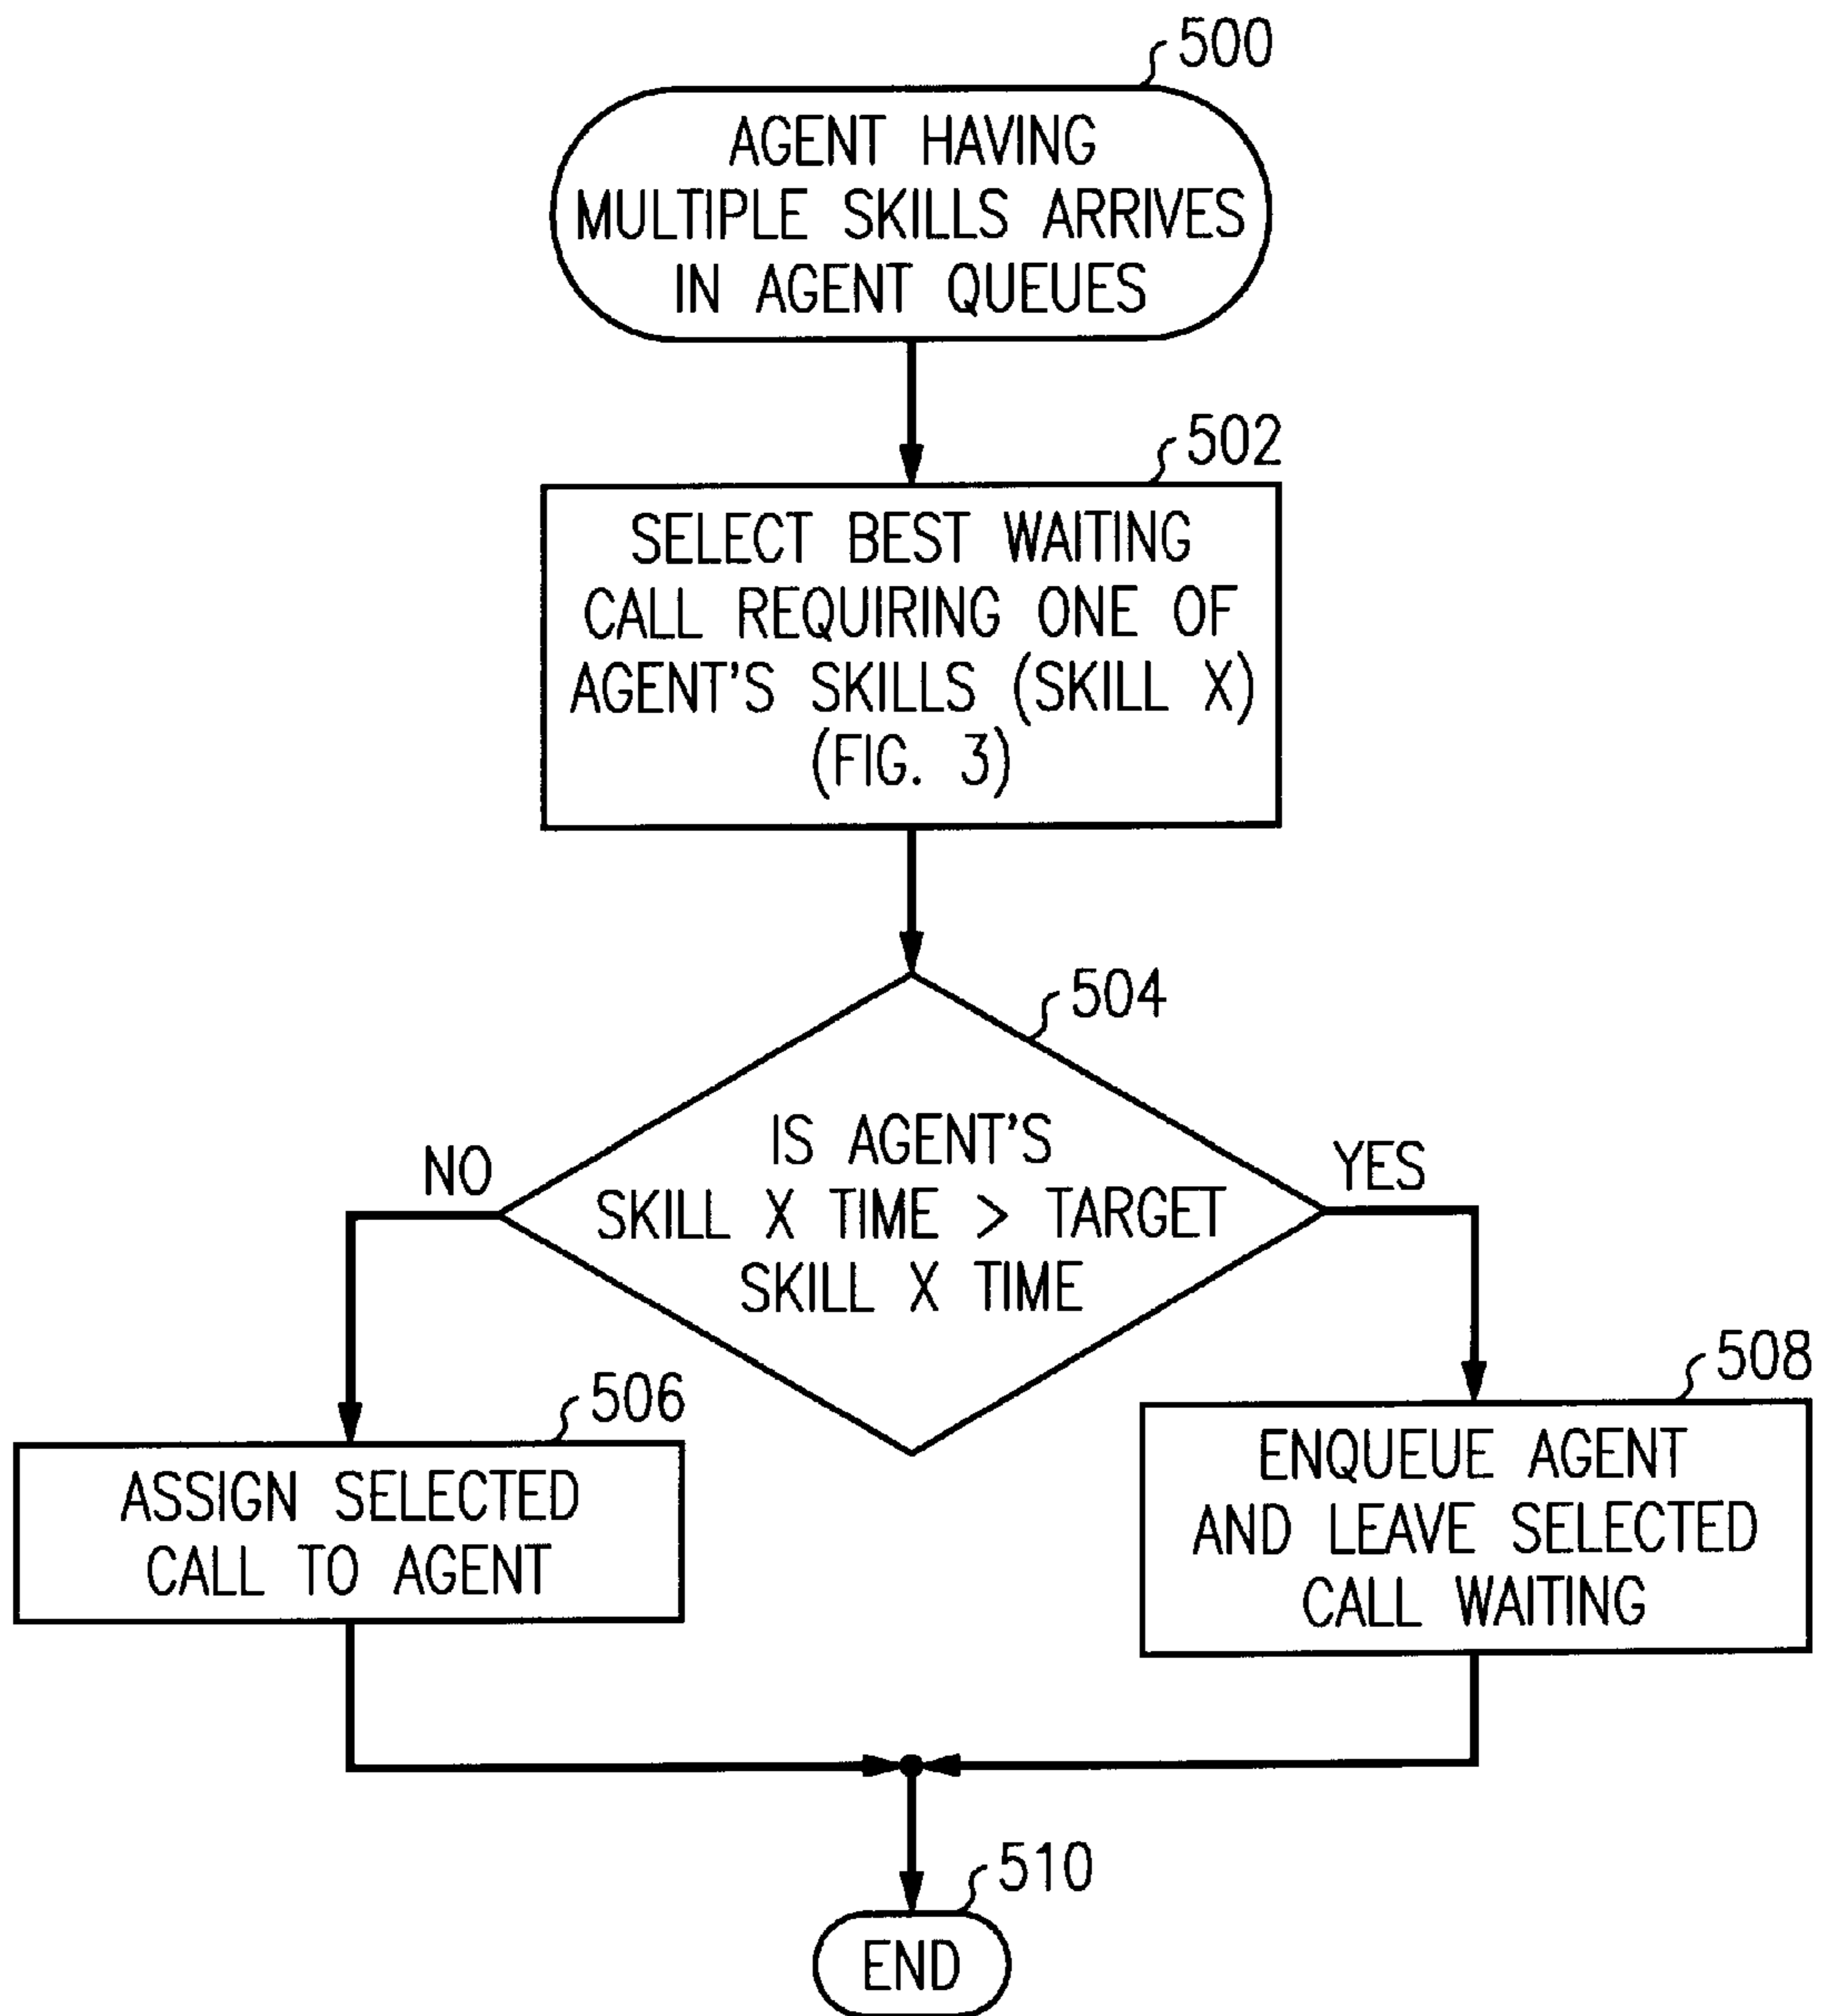 500
AGENT HAVING
MULTIPLE SKILLS ARRIVES
IN AGENT QUEUES
502
SELECT BEST WAITING
CALL REQUIRING ONE OF
AGENT'S SKILLS (SKILL X)
(FIG. 3)
504
IS AGENT'S
SKILL X TIME > TARGET
SKILL X TIME
NO
YES
506
ASSIGN SELECTED
CALL TO AGENT
508
ENQUEUE AGENT
AND LEAVE SELECTED
CALL WAITING
510
END